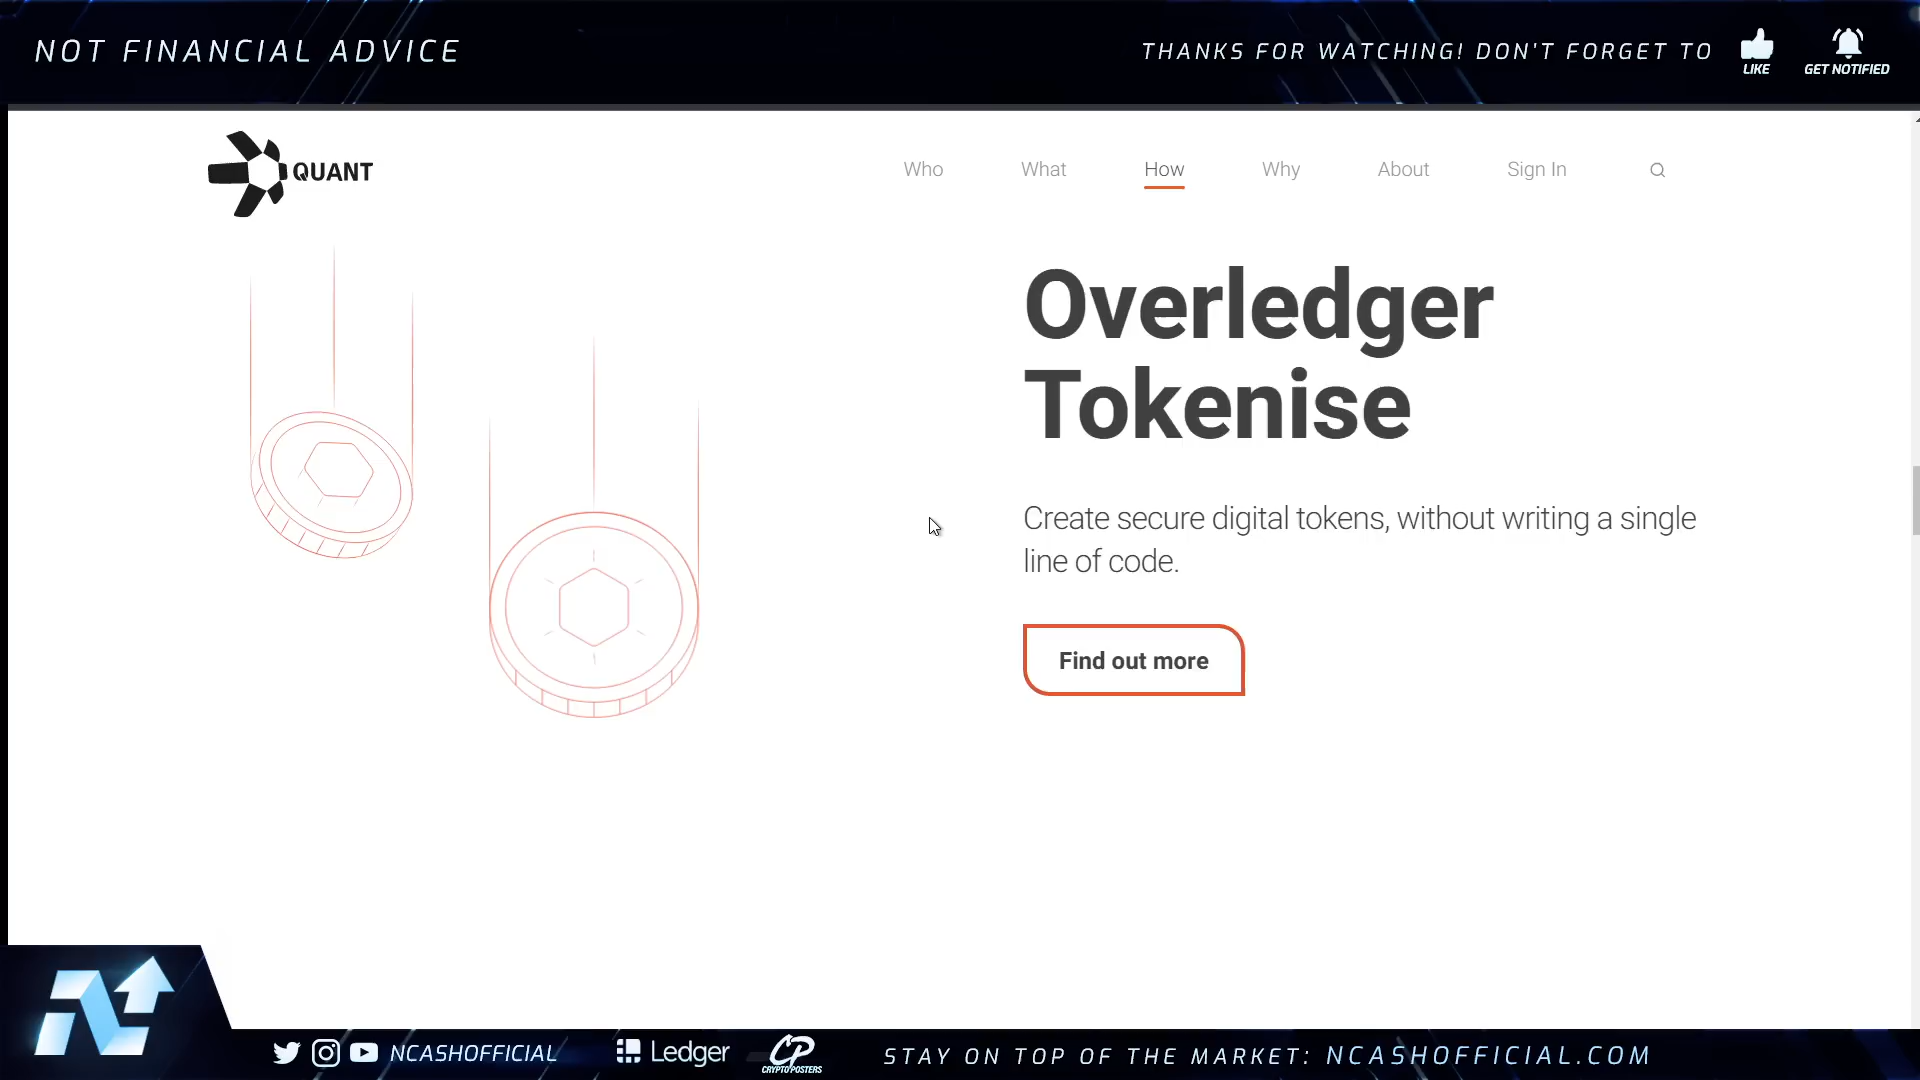 NOT FINANCIAL ADVICE
THANKS FOR WATCHING! DON'T FORGET TO
LIKE
GET NOTIFIED
QUANT
Who
What
How
Why
About
Sign In
Overledger
Tokenise
Create secure digital tokens, without writing a single
line of code.
Find out more
NCASHOFFICIAL
Ledger
CP
CRYPTOPOSTERS
STAY ON TOP OF THE MARKET: NCASHOFFICIAL.COM